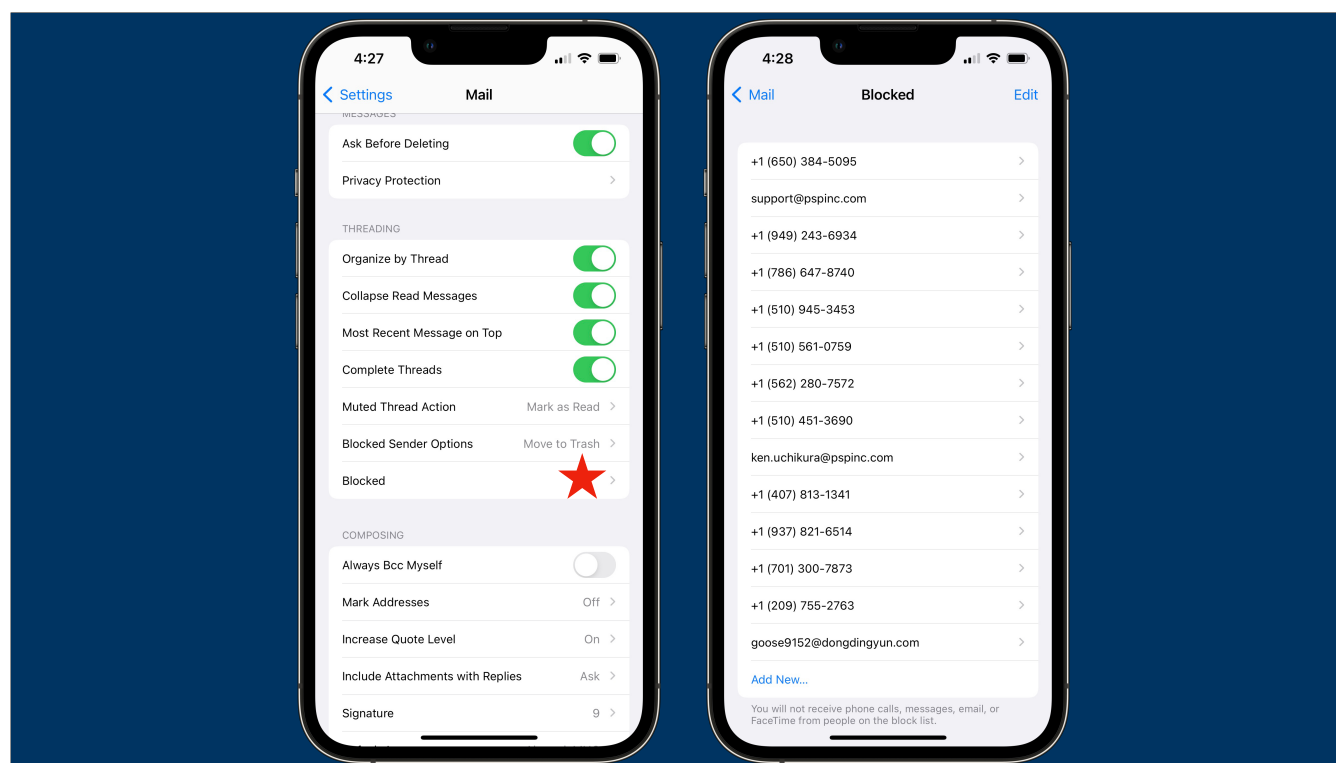 4:27
Settings
Mail
MESSAGES
Ask Before Deleting
Privacy Protection
THREADING
Organize by Thread
Collapse Read Messages
Most Recent Message on Top
Complete Threads
Muted Thread Action Mark as Read
Blocked Sender Options Move to Trash
Blocked
COMPOSING
Always Bcc Myself
Mark Addresses Off
Increase Quote Level On
Include Attachments with Replies Ask
Signature 9
4:28
Mail
Blocked
Edit
+1 (650) 384-5095
support@pspinc.com
+1 (949) 243-6934
+1 (786) 647-8740
+1 (510) 945-3453
+1 (510) 561-0759
+1 (562) 280-7572
+1 (510) 451-3690
ken.uchikura@pspinc.com
+1 (407) 813-1341
+1 (937) 821-6514
+1 (701) 300-7873
+1 (209) 755-2763
goose9152@dongdingyun.com
Add New...
You will not receive phone calls, messages, email, or
FaceTime from people on the block list.